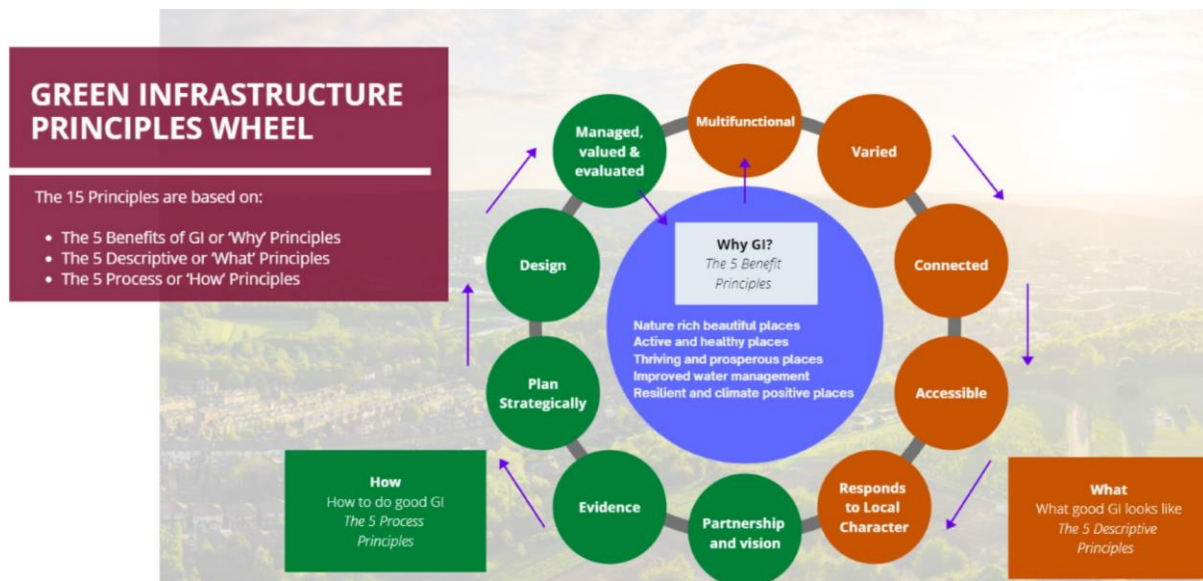 GREEN INFRASTRUCTURE
PRINCIPLES WHEEL
The 15 Principles are based on:
• The 5 Benefits of GI or ‘Why’ Principles
• The 5 Descriptive or ‘What’ Principles
• The 5 Process or ‘How’ Principles
Multifunctional
Varied
Connected
Accessible
Responds
to Local
Character
Partnership
and vision
Evidence
Plan
Strategically
Design
Managed,
valued &
evaluated
Why GI?
The 5 Benefit
Principles
Nature rich beautiful places
Active and healthy places
Thriving and prosperous places
Improved water management
Resilient and climate positive places
How
How to do good GI
The 5 Process
Principles
What
What good GI looks like
The 5 Descriptive
Principles